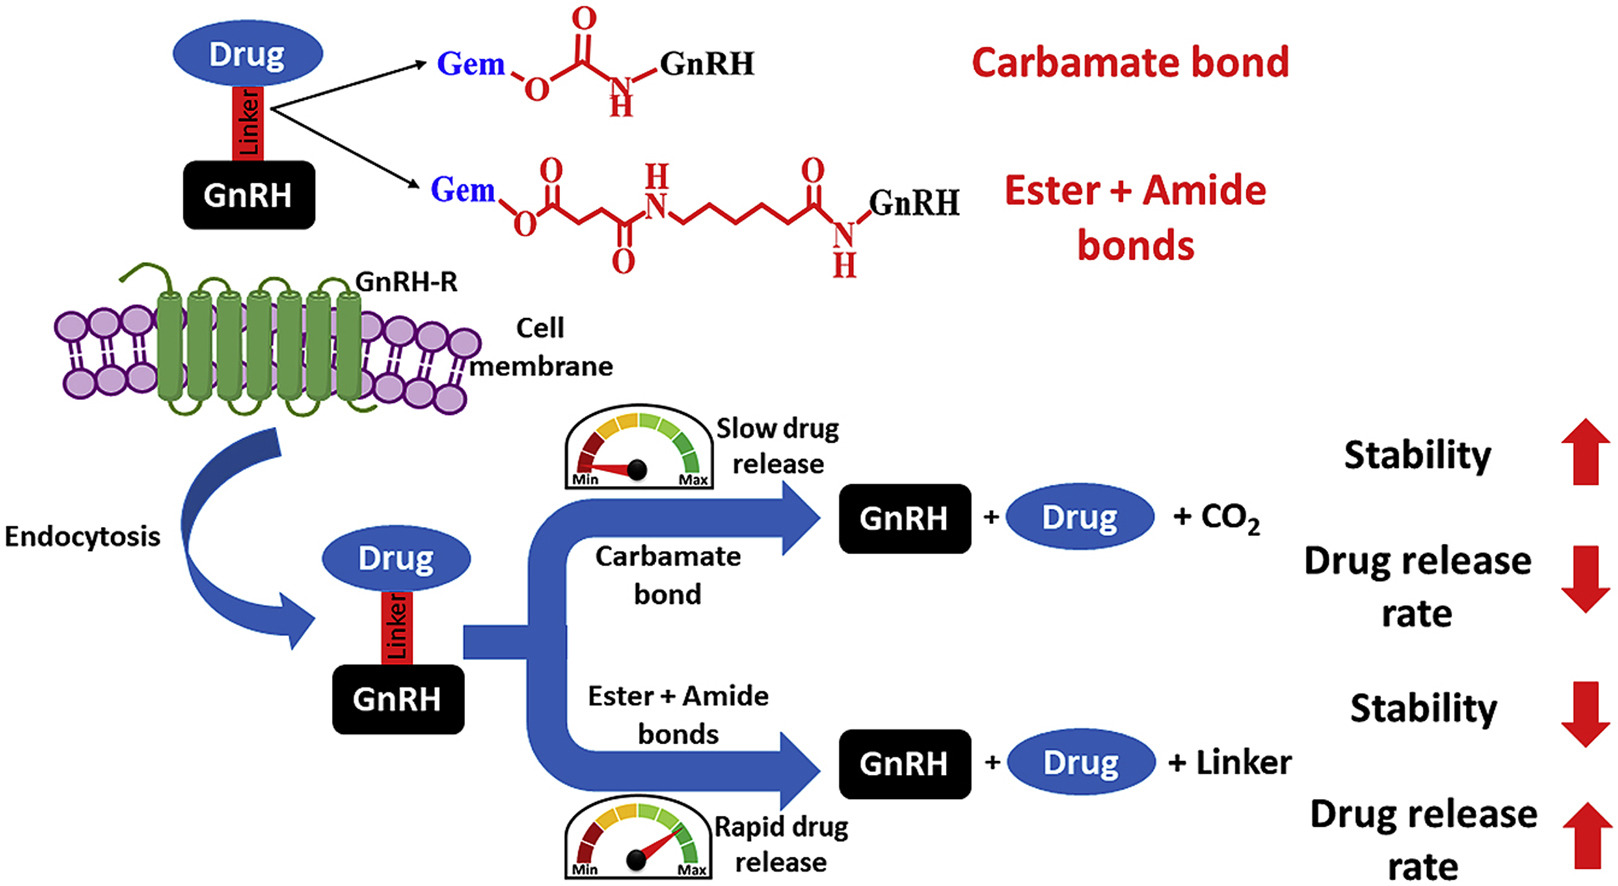 Drug
Linker
GnRH
Gem
O
O
N
H
GnRH
Carbamate bond
Gem
O
O
O
H
N
O
N
H
GnRH
Ester + Amide
bonds
GnRH-R
Cell
membrane
Endocytosis
Drug
Linker
GnRH
Min
Max
Slow drug
release
Carbamate
bond
GnRH + Drug + CO2
Stability
Drug release
rate
Ester + Amide
bonds
Min
Max
Rapid drug
release
GnRH + Drug + Linker
Stability
Drug release
rate